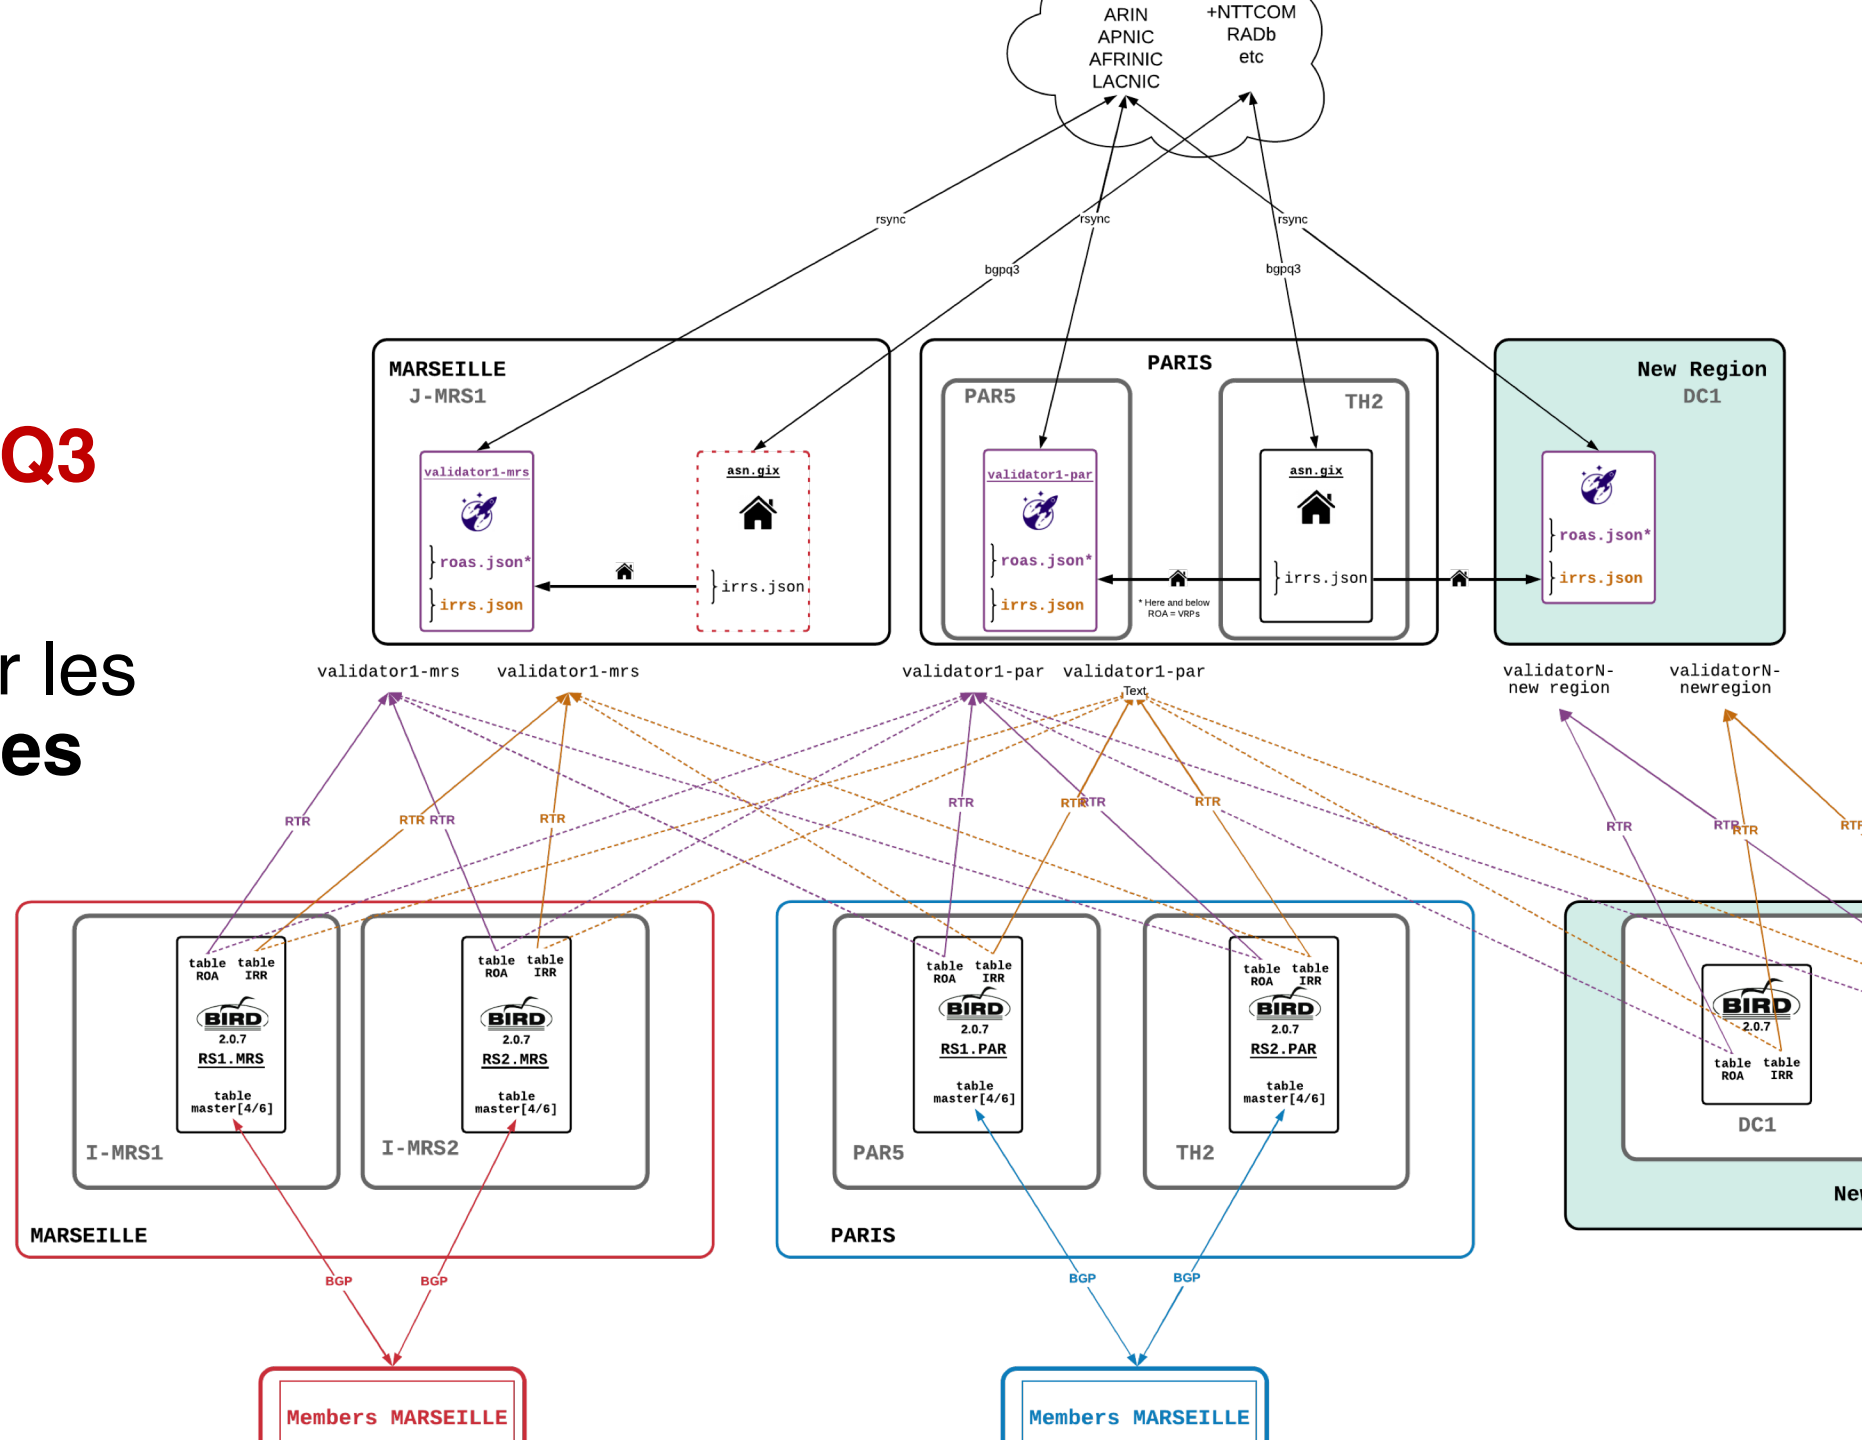 ARIN
APNIC
AFRINIC
LACNIC
+NTTCOM
RADb
etc
rsync
rsync
rsync
bgpq3
bgpq3
Q3
r les
es
MARSEILLE
J-MRS1
validator1-mrs
roas.json*
irrs.json
asn.gix
irrs.json
PARIS
PAR5
validator1-par
roas.json*
irrs.json
* Here and below
ROA = VRPs
TH2
asn.gix
irrs.json
New Region
DC1
roas.json*
irrs.json
validator1-mrs
validator1-mrs
validator1-par
validator1-par
Text
validatorN-
new region
validatorN-
newregion
RTR
RTR
RTR
RTR
RTR
RTR
RTR
RTR
RTR
RTR
RTR
RTR
table
ROA
table
IRR
BIRD
2.0.7
RS1.MRS
table
master[4/6]
I-MRS1
table
ROA
table
IRR
BIRD
2.0.7
RS2.MRS
table
master[4/6]
I-MRS2
MARSEILLE
table
ROA
table
IRR
BIRD
2.0.7
RS1.PAR
table
master[4/6]
PAR5
table
ROA
table
IRR
BIRD
2.0.7
RS2.PAR
table
master[4/6]
TH2
PARIS
BIRD
2.0.7
table
ROA
table
IRR
DC1
New
BGP
BGP
BGP
BGP
Members MARSEILLE
Members MARSEILLE